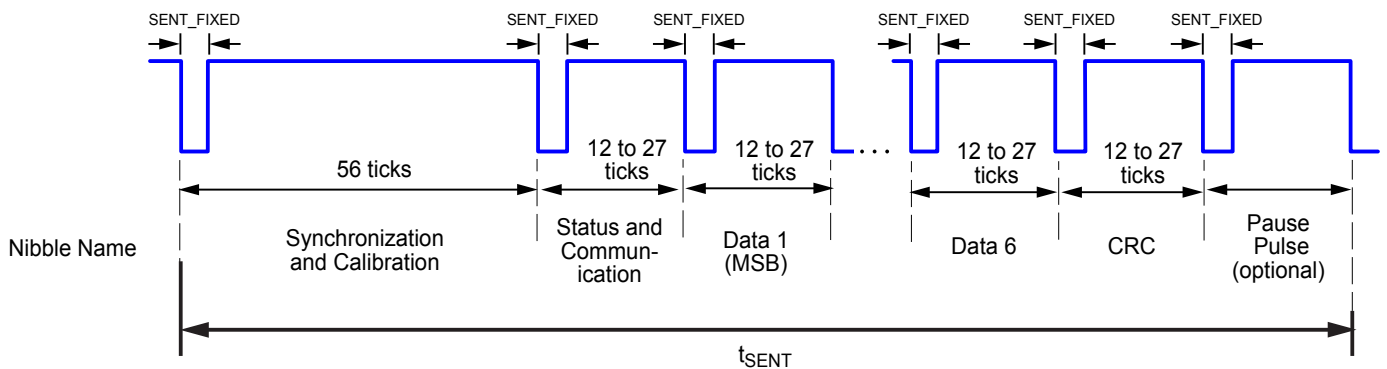 SENT_FIXED SENT_FIXED SENT_FIXED SENT_FIXED SENT_FIXED SENT_FIXED
56 ticks
12 to 27
ticks
12 to 27
ticks
...
12 to 27
ticks
12 to 27
ticks
Nibble Name
Synchronization
and Calibration
Status and
Commun-
ication
Data 1
(MSB)
Data 6
CRC
Pause
Pulse
(optional)
tSENT